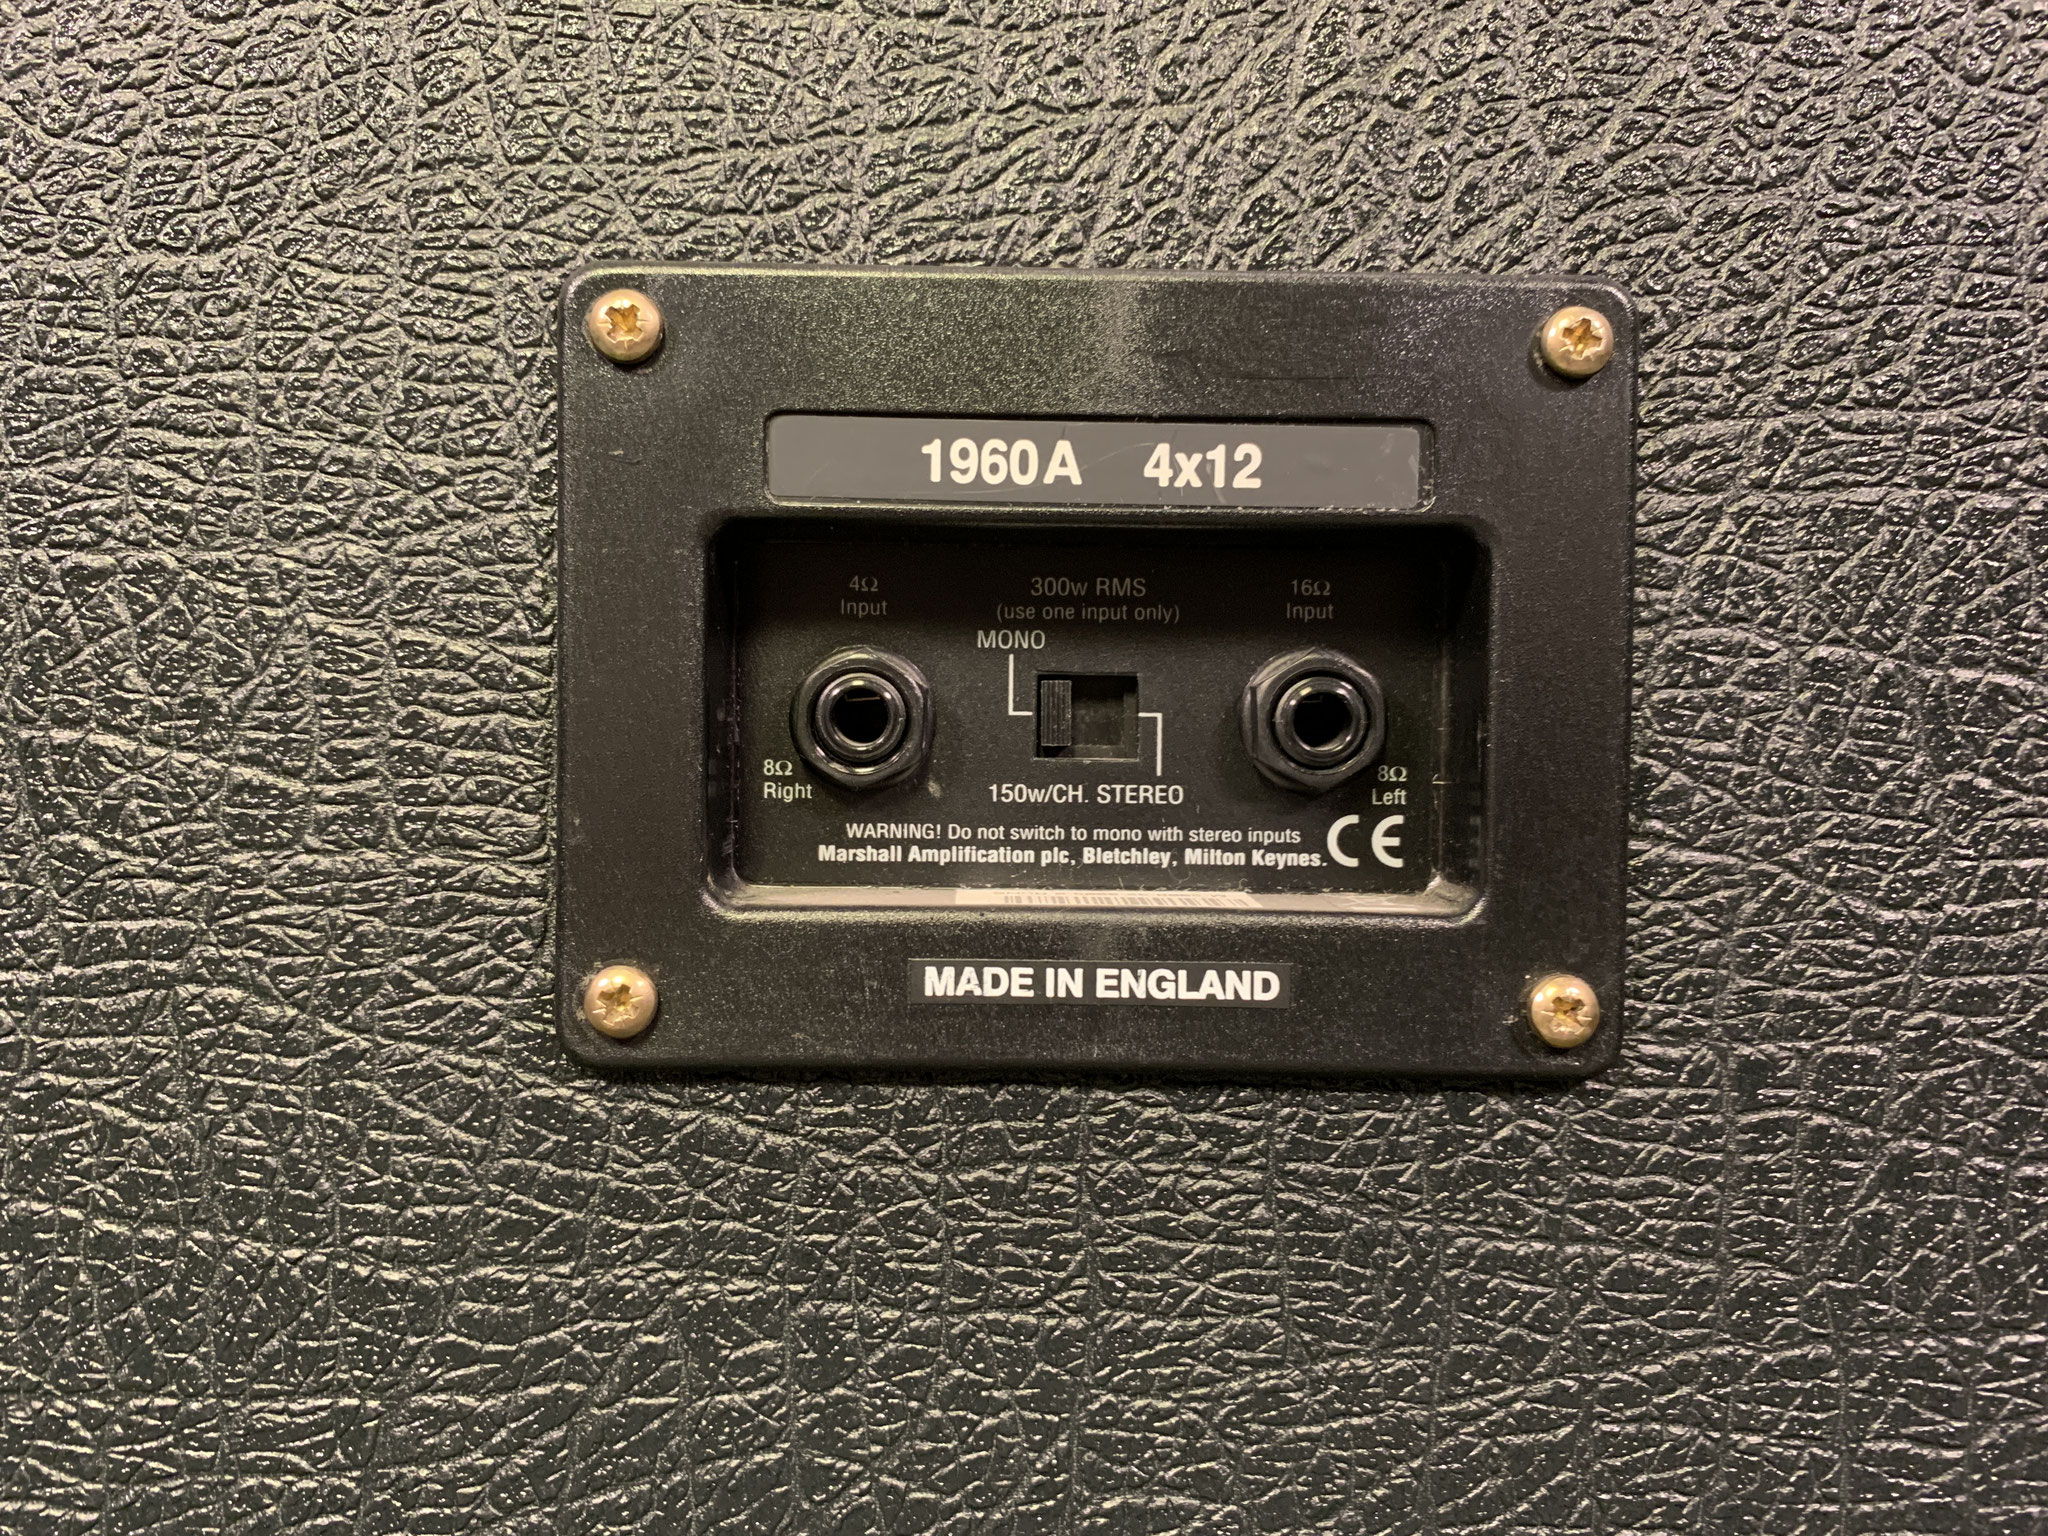 1960A 4x12
4Ω
Input
300w RMS
(use one input only)
16Ω
Input
MONO
8Ω
Right
150w/CH. STEREO
8Ω
Left
WARNING! Do not switch to mono with stereo inputs
Marshall Amplification plc, Bletchley, Milton Keynes.
CE
MADE IN ENGLAND